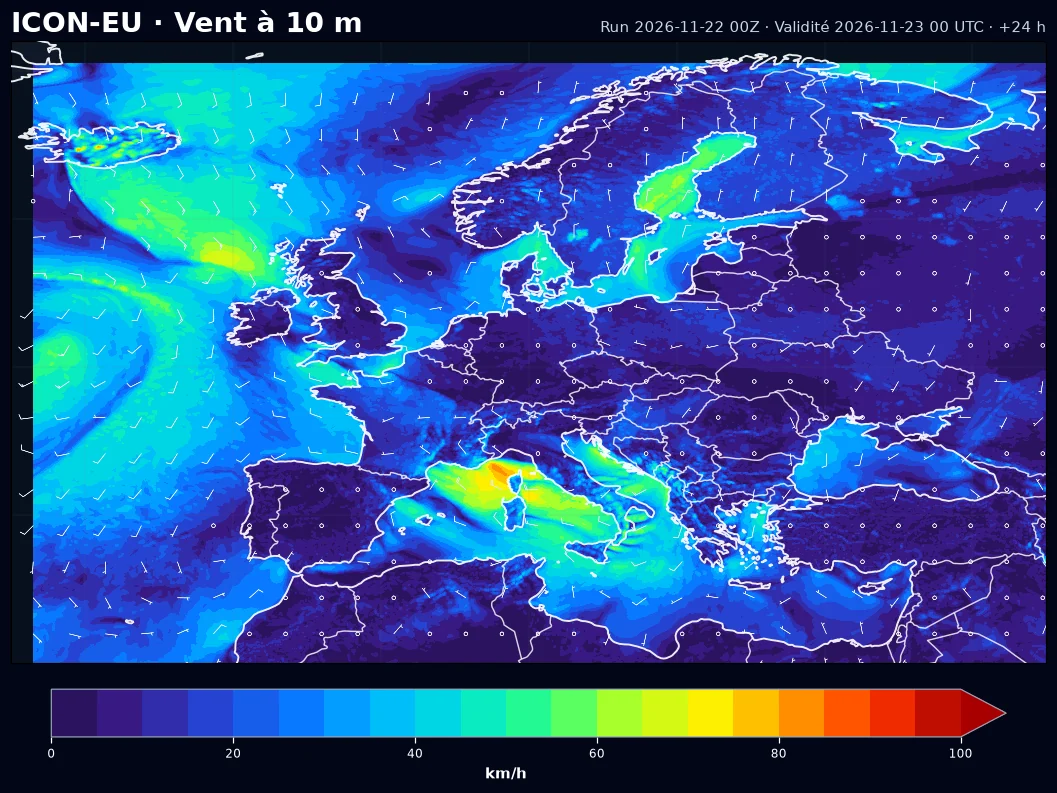 ICON-EU · Vent à 10 m
Run 2026-11-22 00Z · Validité 2026-11-23 00 UTC · +24 h
0 20 40 60 80 100
km/h